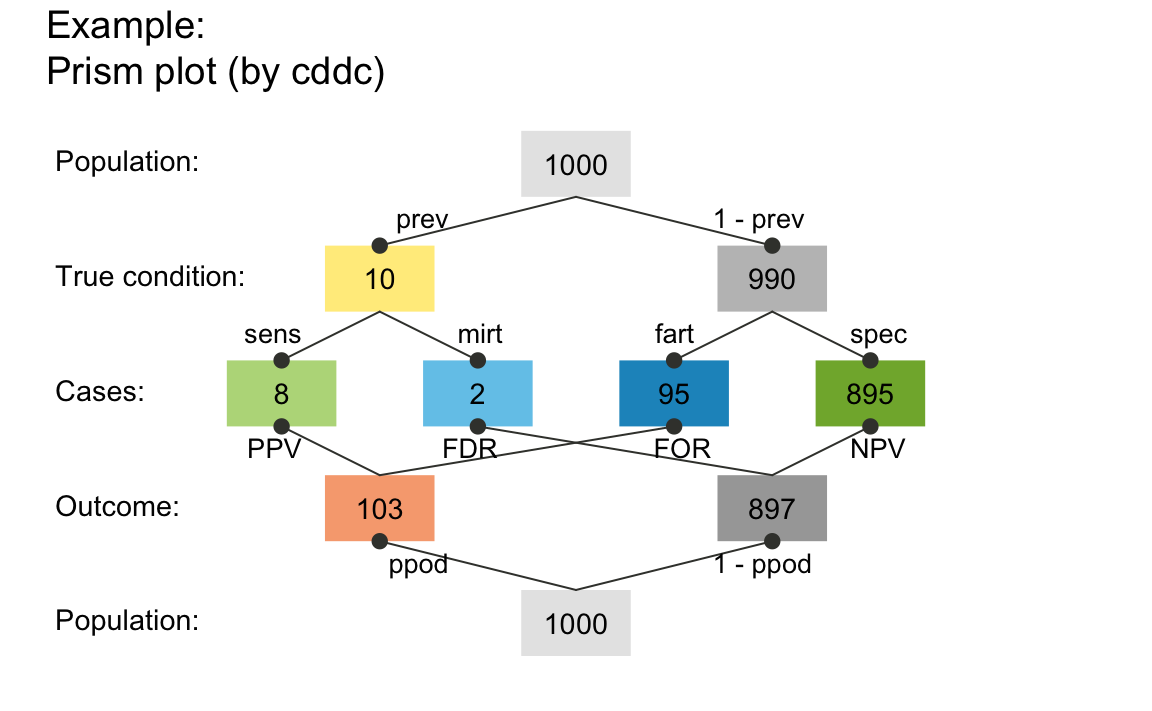 Example:
Prism plot (by cddc)
Population:
1000
prev
1 - prev
True condition:
10
990
sens
mirt
fart
spec
Cases:
8
2
95
895
PPV
FDR
FOR
NPV
Outcome:
103
897
ppod
1 - ppod
Population:
1000